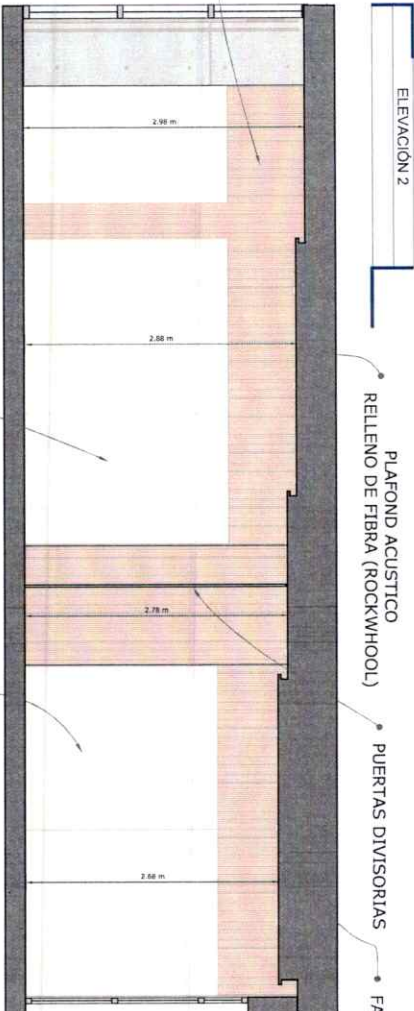 ELEVACIÓN 2
PLAFOND ACUSTICO
RELLENO DE FIBRA (ROCKWHOOL)
PUERTAS DIVISORIAS
FA
2.98 m
2.88 m
2.78 m
2.68 m